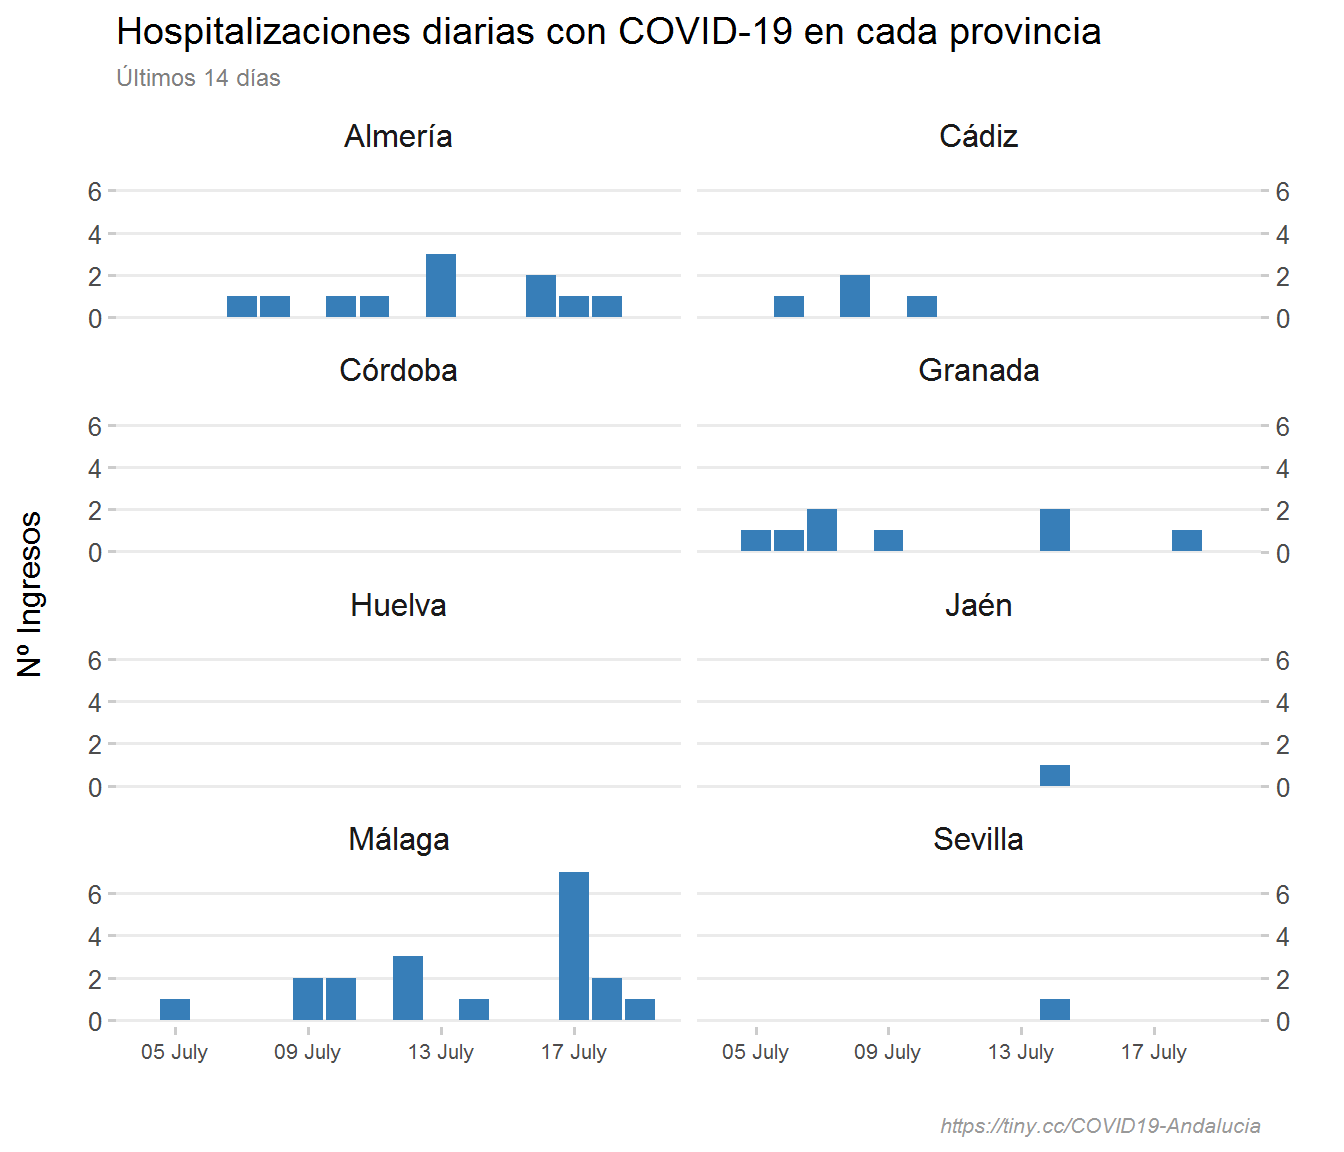 Hospitalizaciones diarias con COVID-19 en cada provincia
Últimos 14 días
Nº Ingresos
Almería
6
4
2
0
Cádiz
6
4
2
0
Córdoba
6
4
2
0
Granada
6
4
2
0
Huelva
6
4
2
0
Jaén
6
4
2
0
Málaga
6
4
2
0
05 July 09 July 13 July 17 July
Sevilla
6
4
2
0
05 July 09 July 13 July 17 July
https://tiny.cc/COVID19-Andalucia